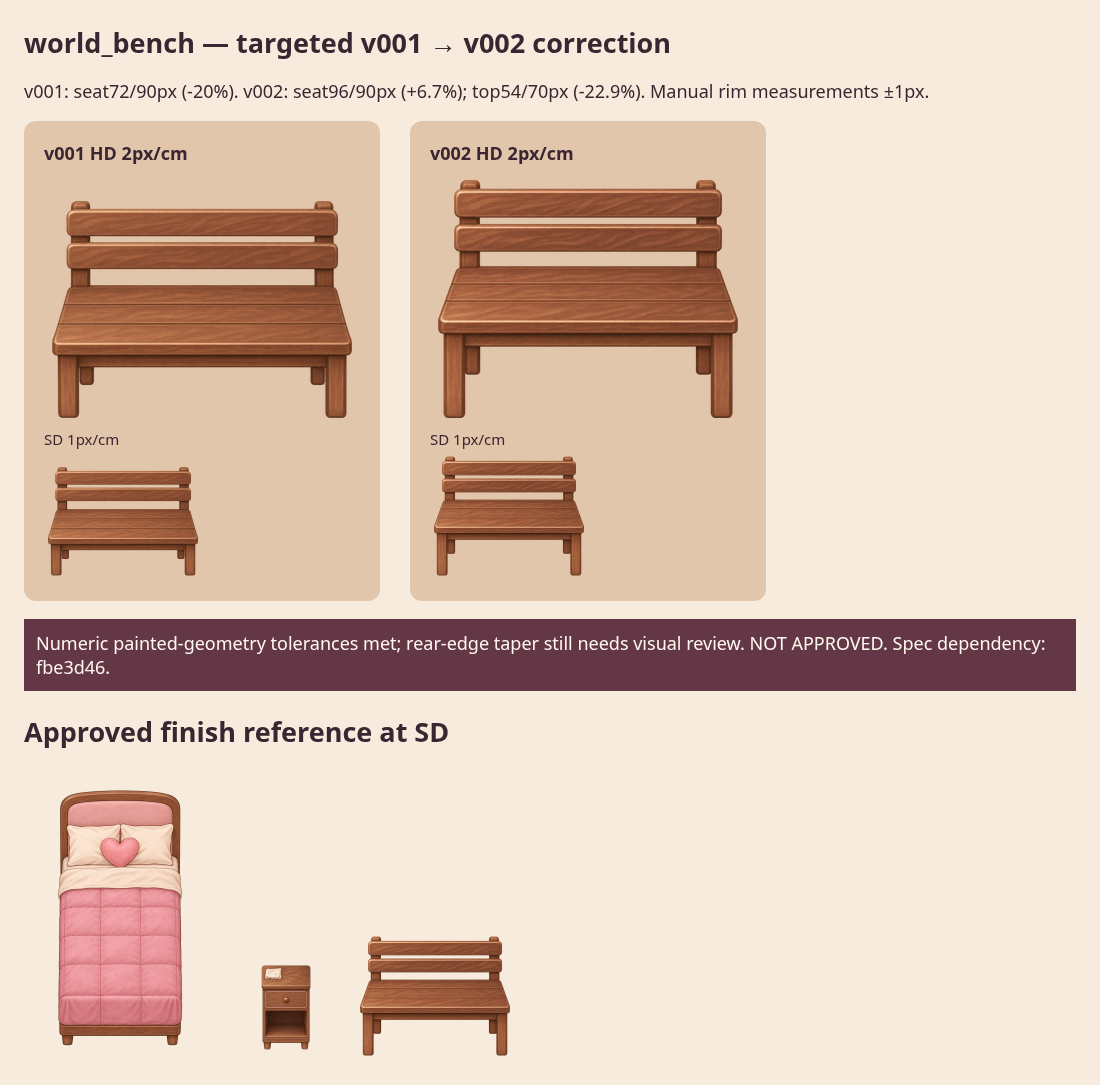 world_bench — targeted v001 → v002 correction
v001: seat72/90px (-20%). v002: seat96/90px (+6.7%); top54/70px (-22.9%). Manual rim measurements ±1px.
v001 HD 2px/cm
v002 HD 2px/cm
SD 1px/cm
SD 1px/cm
Numeric painted-geometry tolerances met; rear-edge taper still needs visual review. NOT APPROVED. Spec dependency:
fbe3d46.
Approved finish reference at SD